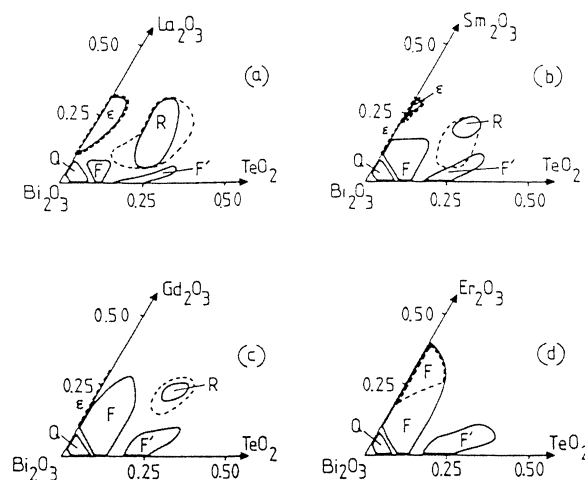 La₂O₃
0.50
(a)
0.25
ε
R
Q
F
F'
TeO₂
Bi₂O₃
0.25
0.50
Sm₂O₃
0.50
(b)
ε
0.25
ε
R
Q
F
F'
TeO₂
Bi₂O₃
0.25
0.50
Gd₂O₃
0.50
(c)
0.25
ε
R
Q
F
F'
TeO₂
Bi₂O₃
0.25
0.50
Er₂O₃
0.50
(d)
0.25
F
Q
F
F'
TeO₂
Bi₂O₃
0.25
0.50